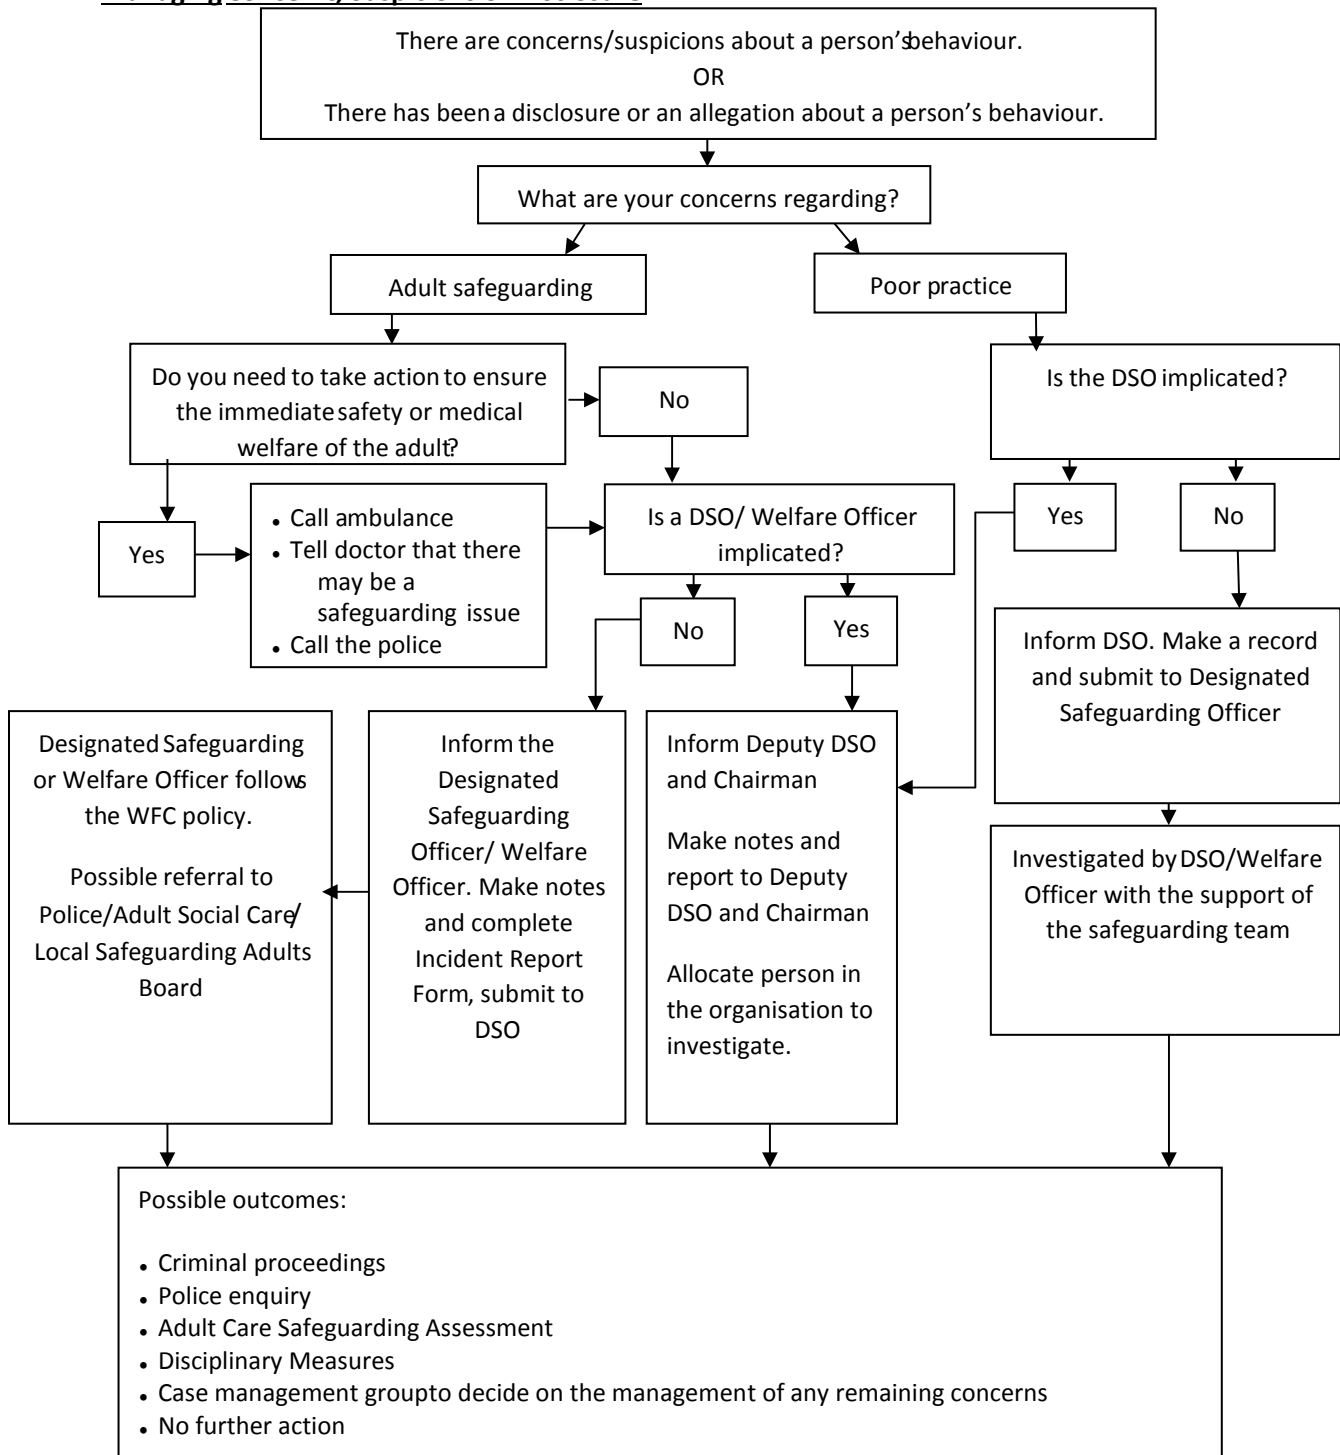 There are concerns/suspicions about a person's behaviour.
OR
There has been a disclosure or an allegation about a person's behaviour.
What are your concerns regarding?
Adult safeguarding
Poor practice
Do you need to take action to ensure
the immediate safety or medical
welfare of the adult?
No
Is the DSO implicated?
Yes
• Call ambulance
• Tell doctor that there
may be a
safeguarding issue
• Call the police
Is a DSO/ Welfare Officer
implicated?
Yes
No
No
Yes
Inform DSO. Make a record
and submit to Designated
Safeguarding Officer
Designated Safeguarding
or Welfare Officer follows
the WFC policy.
Possible referral to
Police/Adult Social Care/
Local Safeguarding Adults
Board
Inform the
Designated
Safeguarding
Officer/ Welfare
Officer. Make notes
and complete
Incident Report
Form, submit to
DSO
Inform Deputy DSO
and Chairman
Make notes and
report to Deputy
DSO and Chairman
Allocate person in
the organisation to
investigate.
Investigated by DSO/Welfare
Officer with the support of
the safeguarding team
Possible outcomes:
• Criminal proceedings
• Police enquiry
• Adult Care Safeguarding Assessment
• Disciplinary Measures
• Case management groupto decide on the management of any remaining concerns
• No further action